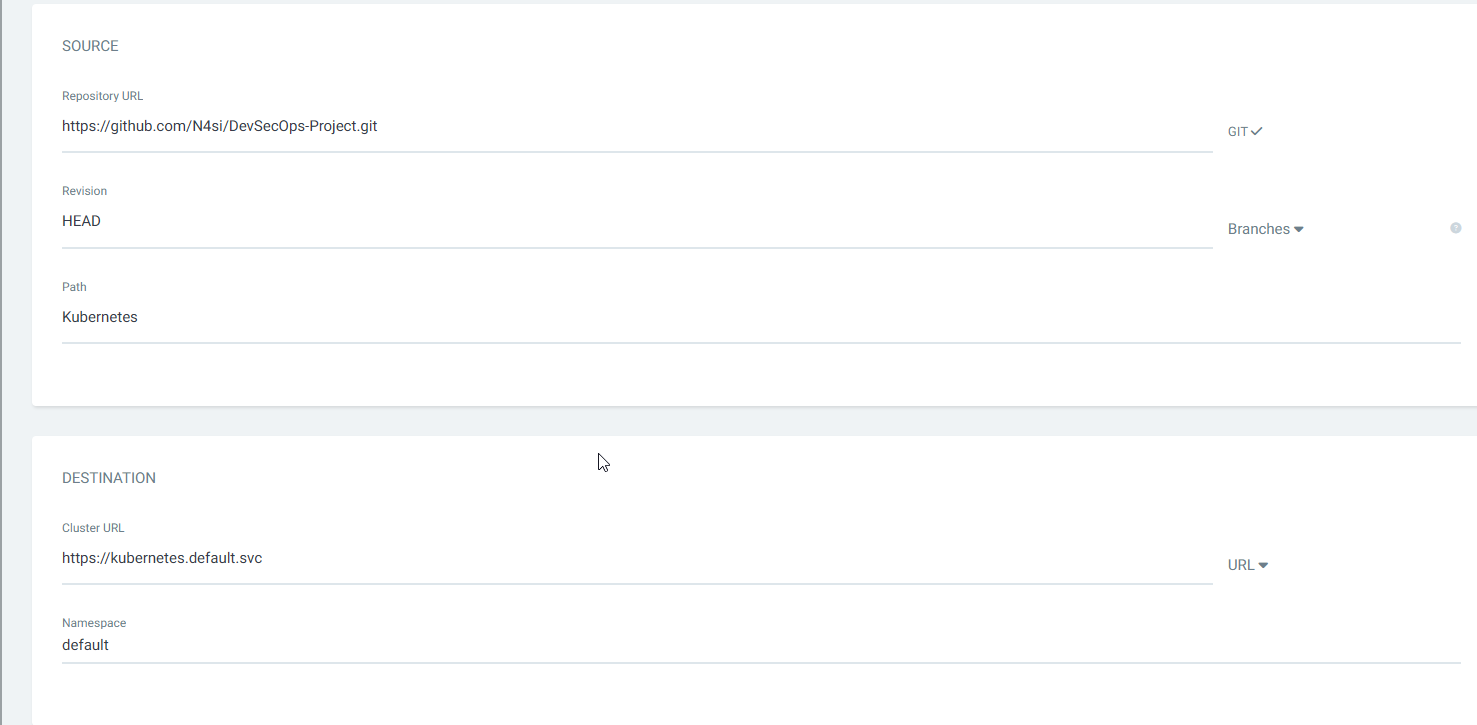 SOURCE
Repository URL
https://github.com/N4si/DevSecOps-Project.git
GIT
Revision
HEAD
Branches
?
Path
Kubernetes
DESTINATION
Cluster URL
https://kubernetes.default.svc
URL
Namespace
default